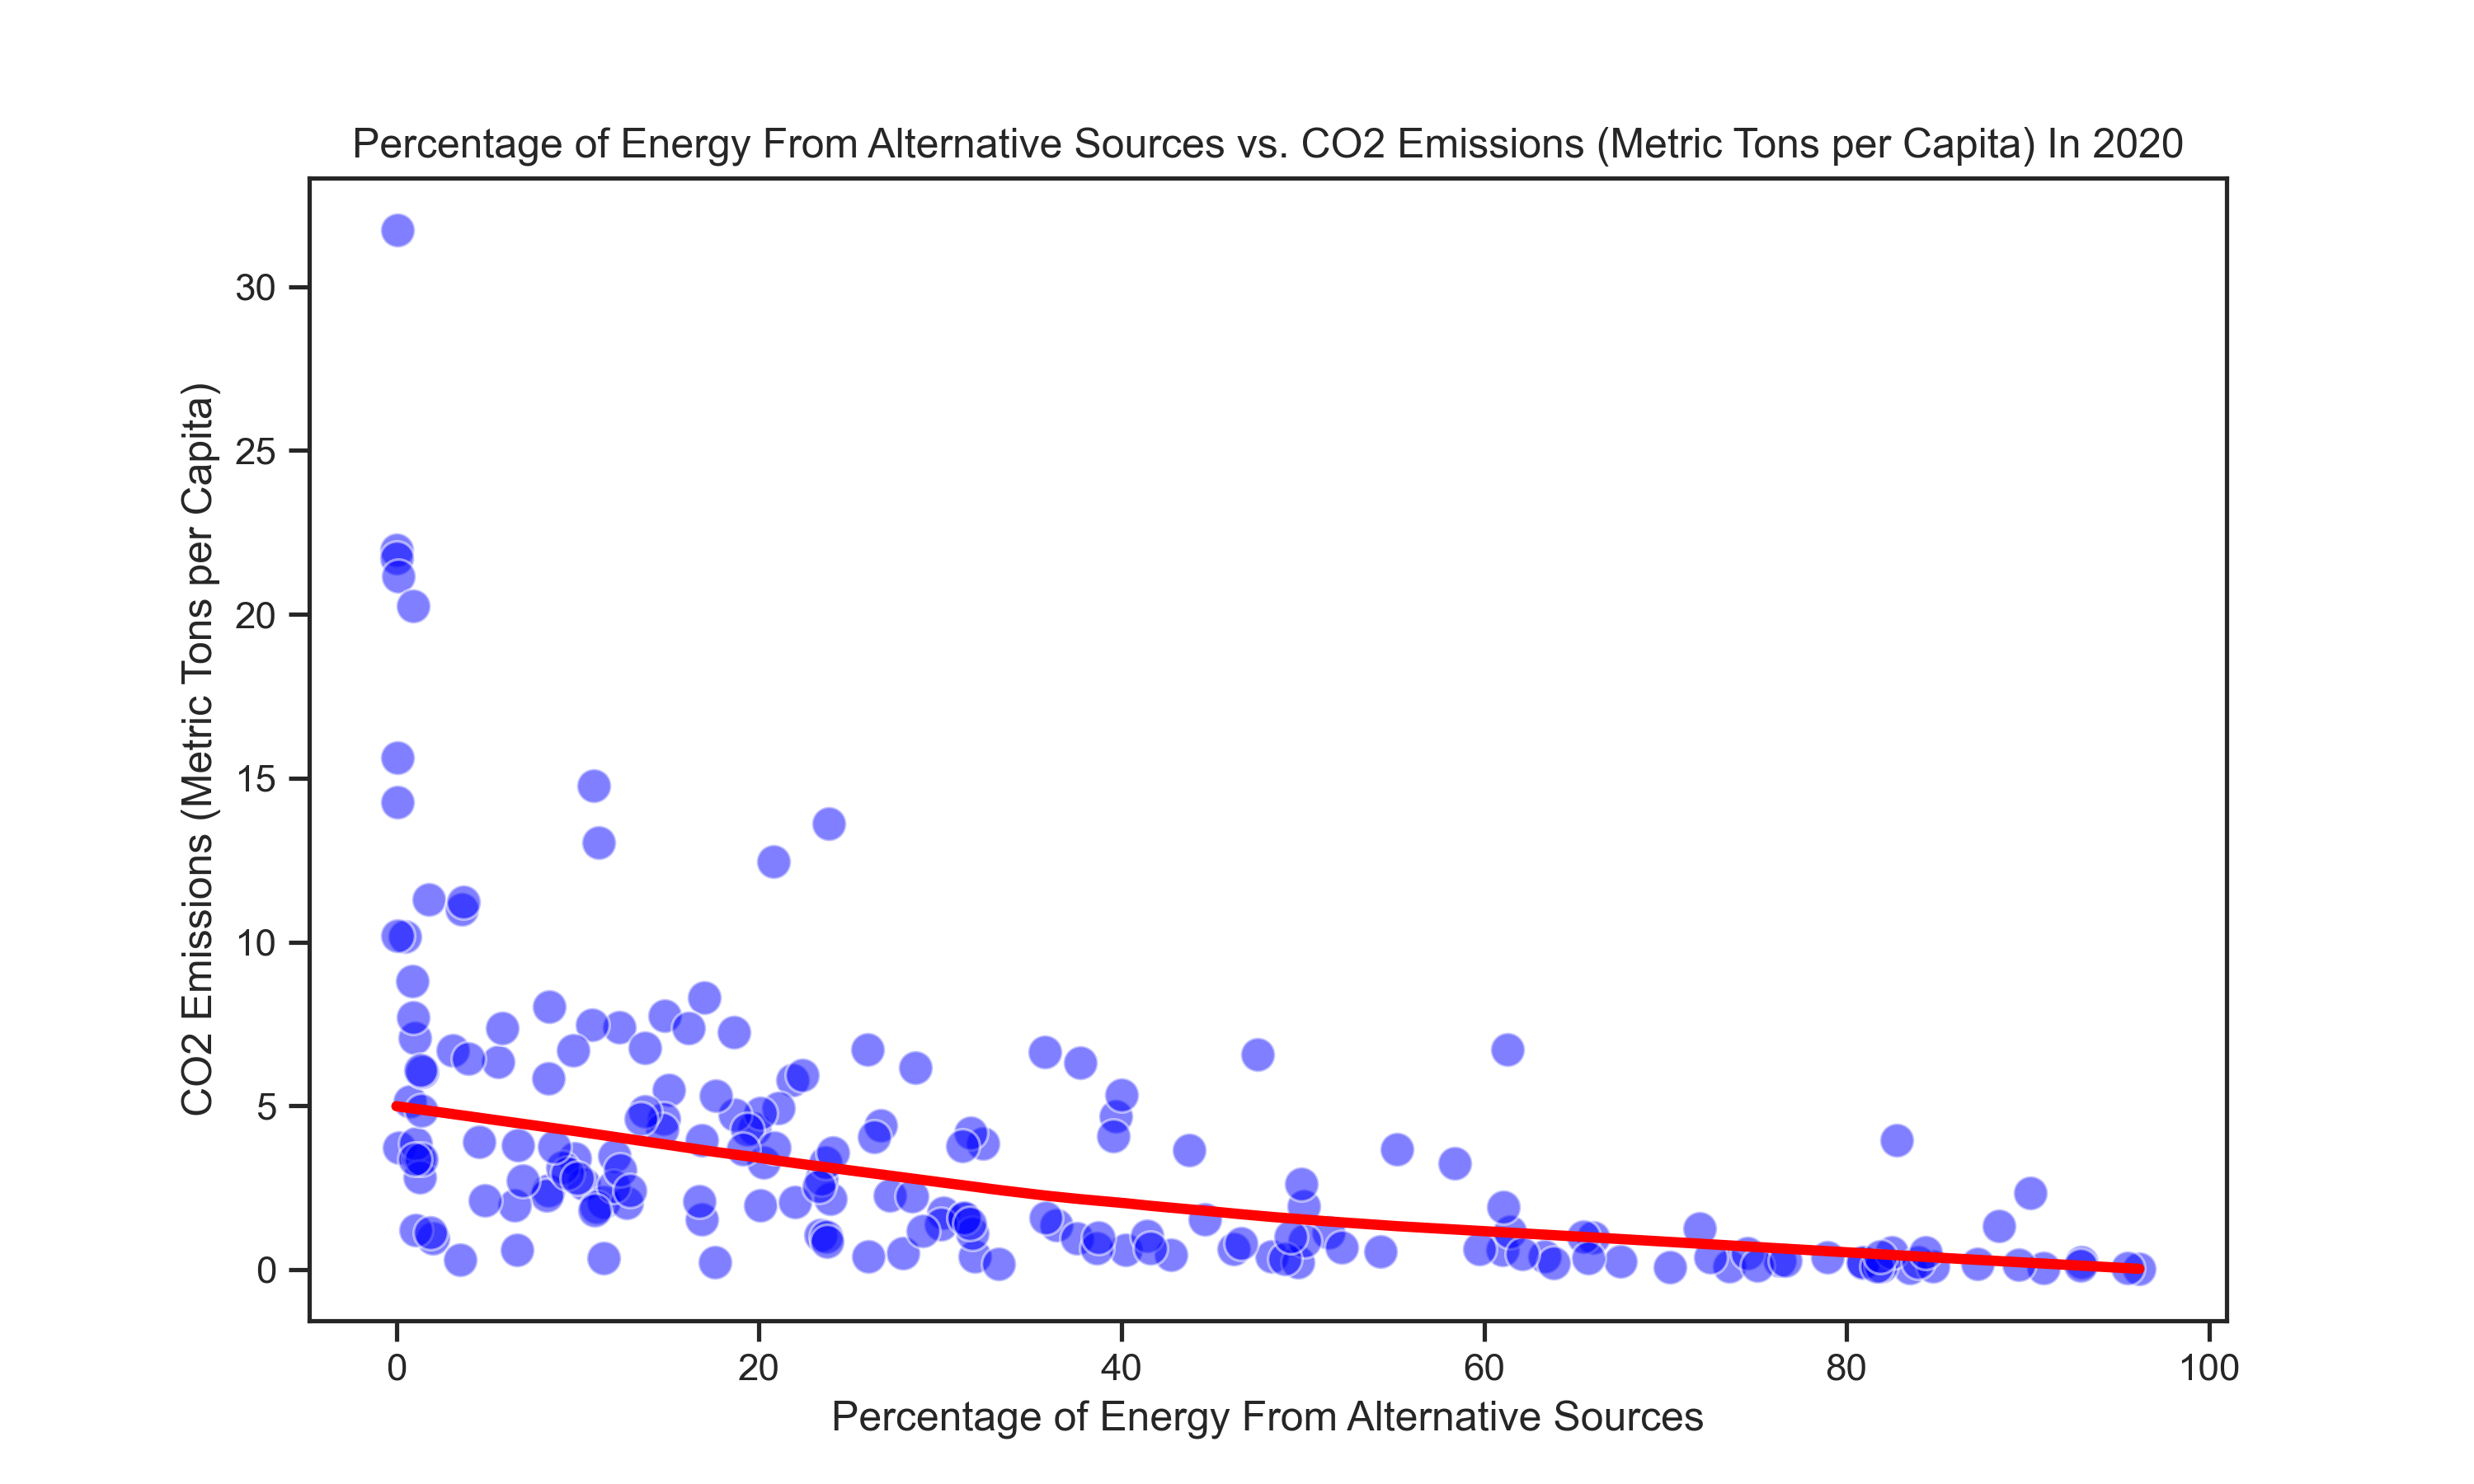 Percentage of Energy From Alternative Sources vs. CO2 Emissions (Metric Tons per Capita) In 2020
CO2 Emissions (Metric Tons per Capita)
30
25
20
15
10
5
0
0 20 40 60 80 100
Percentage of Energy From Alternative Sources